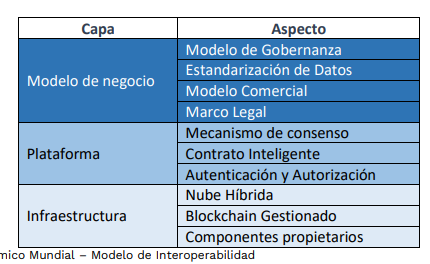 Capa Aspecto
Modelo de Gobernanza
Estandarización de Datos
Modelo de negocio
Modelo Comercial
Marco Legal
Mecanismo de consenso
Plataforma
Contrato Inteligente
Autenticación y Autorización
Nube Híbrida
Infraestructura
Blockchain Gestionado
Componentes propietarios
mico Mundial – Modelo de Interoperabilidad